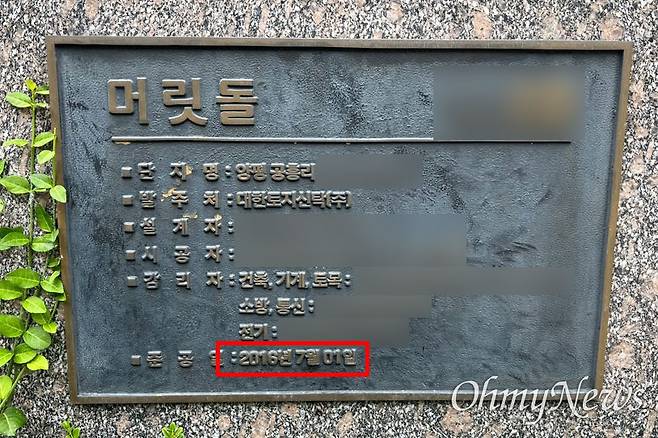 머릿돌
■ 단 지 명 : 양평 공흥리
■ 발 주 처 : 대한토지신탁(주)
■ 설 계 자 :
■ 시 공 자 :
■ 감 리 자 : 건축, 기계, 토목 :
소방, 통신 :
전기 :
■ 준 공 일 : 2016년 7월 01일
OhmyNews